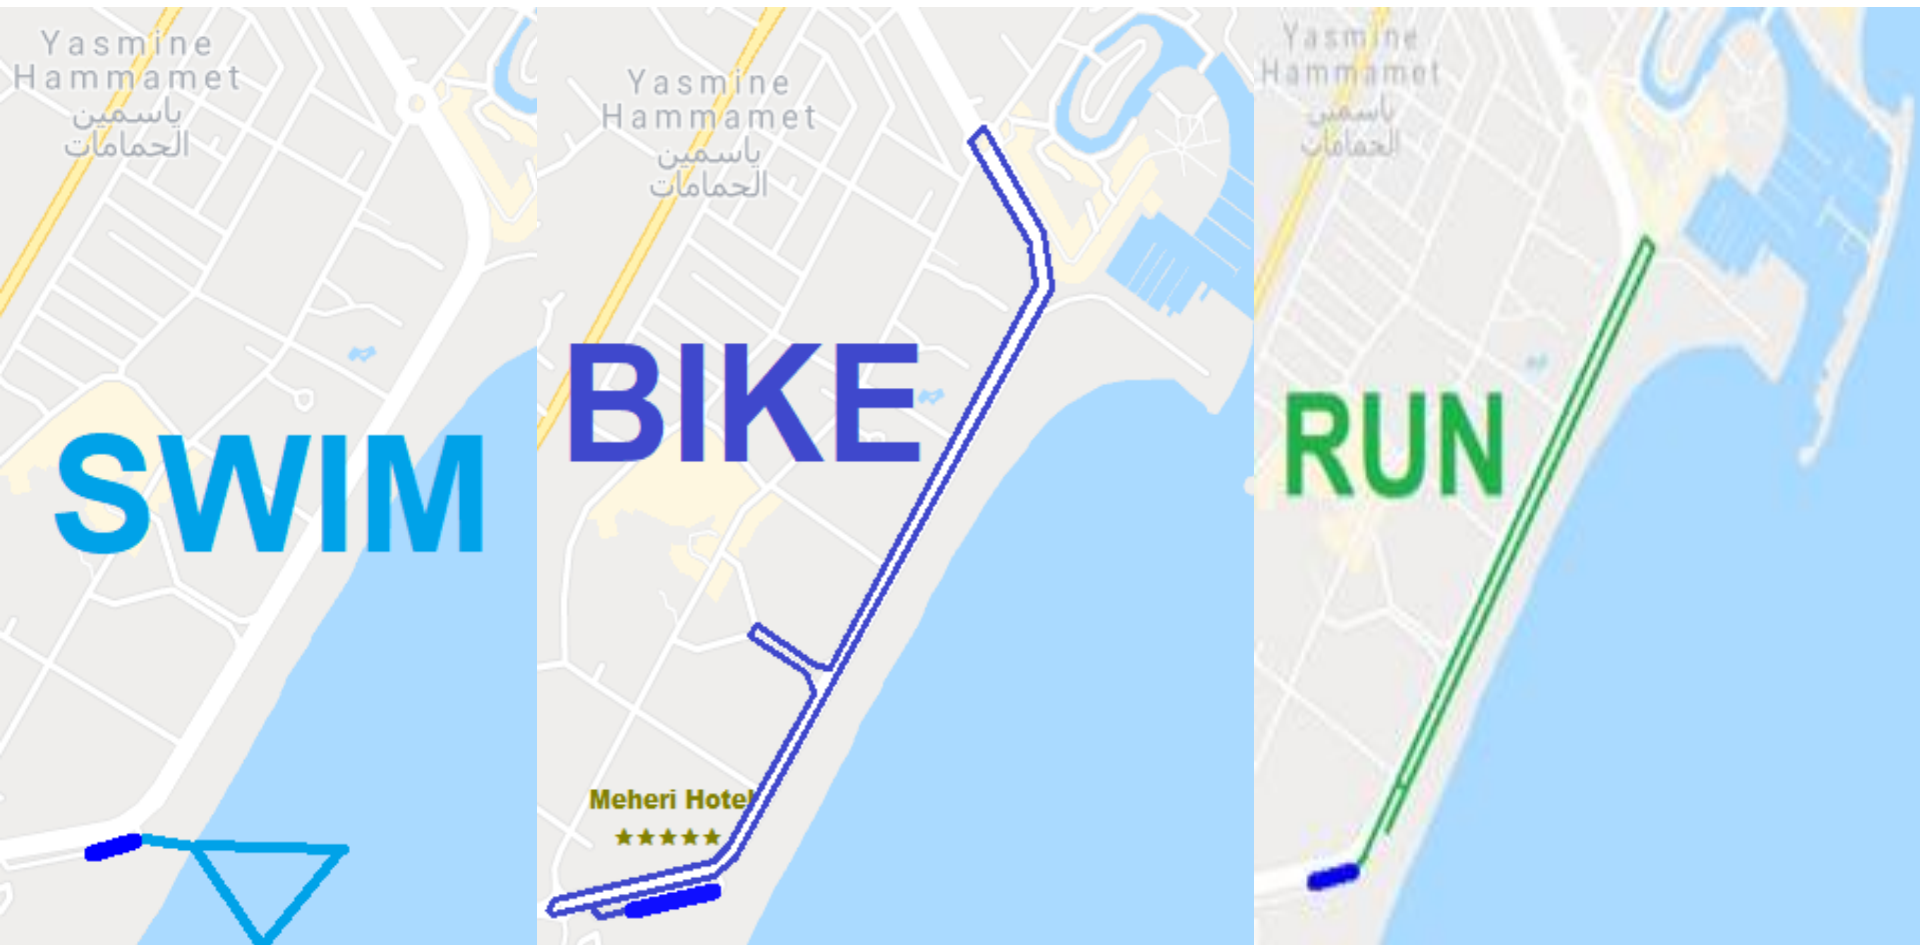 Yasmine
Hammamet
ياسمين
الحمامات
SWIM
Yasmine
Hammamet
ياسمين
الحمامات
BIKE
Meheri Hotel
★★★★★
Yasmine
Hammamet
ياسمين
الحمامات
RUN